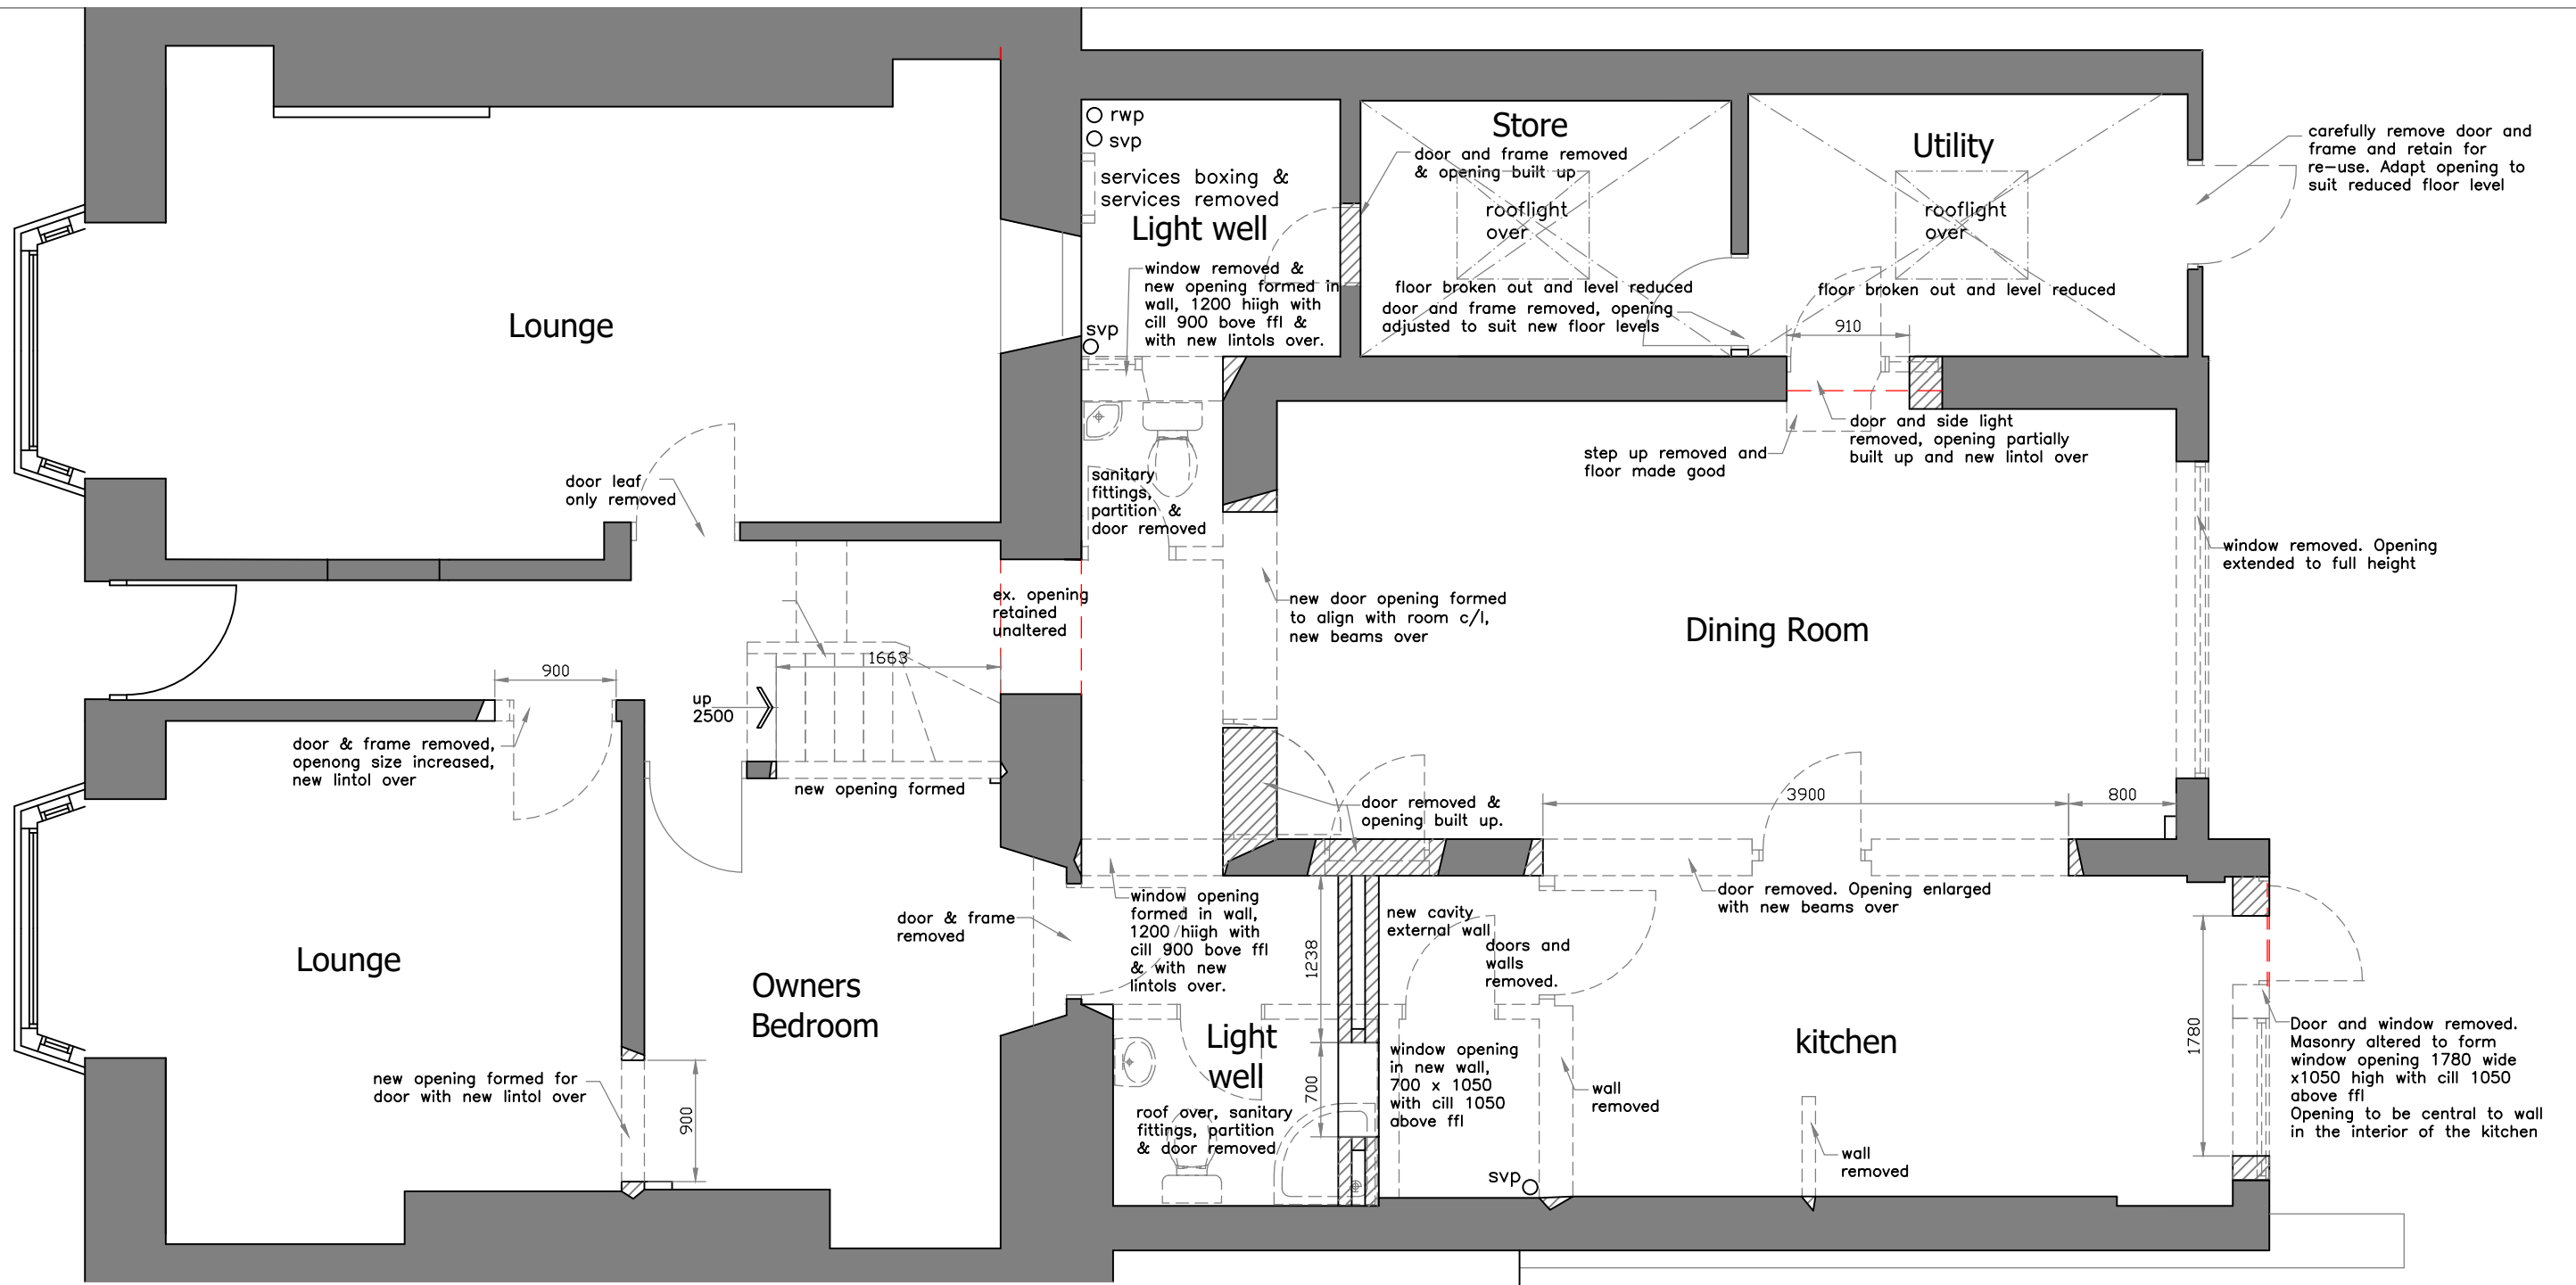 rwp
svp
services boxing &
services removed
Light well
window removed &
new opening formed in
wall, 1200 hiigh with
cill 900 bove ffl &
with new lintols over.
svp
Store
door and frame removed
& opening built up
rooflight
over
floor broken out and level reduced
door and frame removed, opening
adjusted to suit new floor levels
Utility
rooflight
over
floor broken out and level reduced
910
carefully remove door and
frame and retain for
re-use. Adapt opening to
suit reduced floor level
Lounge
door leaf
only removed
sanitary
fittings,
partition &
door removed
step up removed and
floor made good
door and side light
removed, opening partially
built up and new lintol over
window removed. Opening
extended to full height
ex. opening
retained
unaltered
new door opening formed
to align with room c/l,
new beams over
Dining Room
900
1663
up
2500
door & frame removed,
openong size increased,
new lintol over
new opening formed
door removed &
opening built up.
3900
800
door & frame
removed
window opening
formed in wall,
1200 hiigh with
cill 900 bove ffl
& with new
lintols over.
1238
new cavity
external wall
doors and
walls
removed.
door removed. Opening enlarged
with new beams over
Lounge
Owners
Bedroom
Light
well
kitchen
1780
Door and window removed.
Masonry altered to form
window opening 1780 wide
x1050 high with cill 1050
above ffl
Opening to be central to wall
in the interior of the kitchen
new opening formed for
door with new lintol over
900
roof over, sanitary
fittings, partition
& door removed
700
window opening
in new wall,
700 x 1050
with cill 1050
above ffl
wall
removed
wall
removed
svp